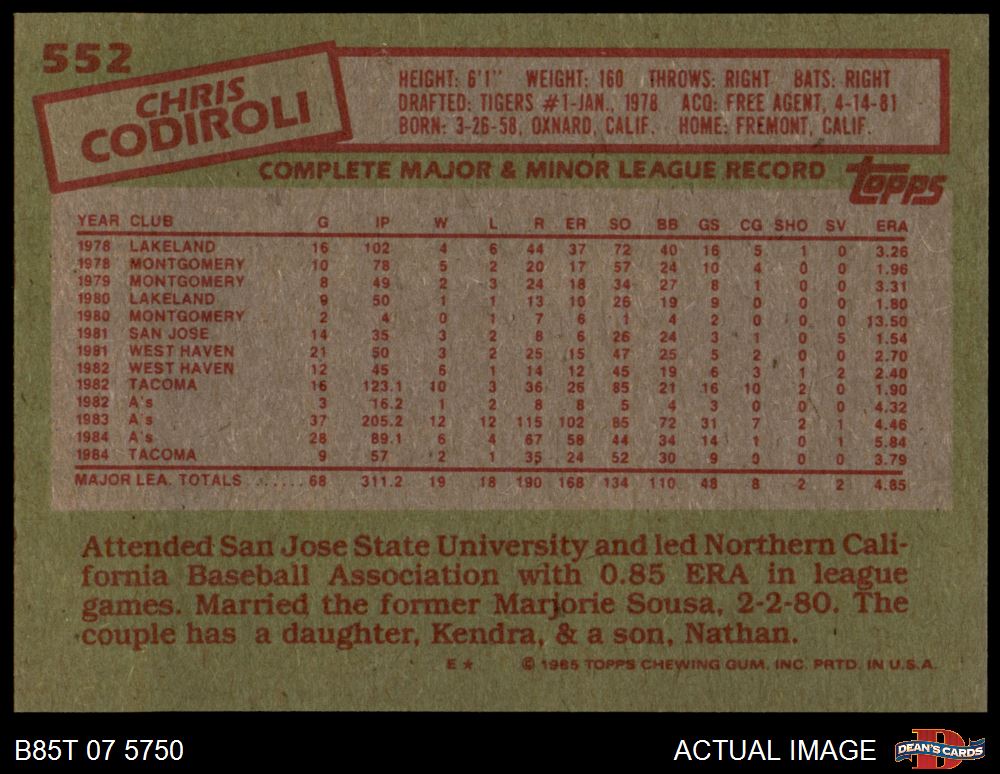 552
CHRIS
CODIROLI
HEIGHT: 6'1" WEIGHT: 160 THROWS: RIGHT BATS: RIGHT
DRAFTED: TIGERS #1-JAN., 1978 ACQ: FREE AGENT, 4-14-81
BORN: 3-26-58, OXNARD, CALIF. HOME: FREMONT, CALIF.
COMPLETE MAJOR & MINOR LEAGUE RECORD
topps
YEAR CLUB G IP W L R ER SO BB GS CG SHO SV ERA
1978 LAKELAND 16 102 4 6 44 37 72 40 16 5 1 0 3.26
1978 MONTGOMERY 10 78 5 2 20 17 57 24 10 4 0 0 1.96
1979 MONTGOMERY 8 49 2 3 24 18 34 27 8 1 0 0 3.31
1980 LAKELAND 9 50 1 1 13 10 26 19 9 0 0 0 1.80
1980 MONTGOMERY 2 4 0 1 7 6 1 4 2 0 0 0 13.50
1981 SAN JOSE 14 35 3 2 8 6 26 24 3 1 0 5 1.54
1981 WEST HAVEN 21 50 3 2 25 15 47 25 5 2 0 0 2.70
1982 WEST HAVEN 12 45 6 1 14 12 45 19 6 3 1 2 2.40
1982 TACOMA 16 123.1 10 3 36 26 85 21 16 10 2 0 1.90
1982 A's 3 16.2 1 2 8 8 5 4 3 0 0 0 4.32
1983 A's 37 205.2 12 12 115 102 85 72 31 7 2 1 4.46
1984 A's 28 89.1 6 4 67 58 44 34 14 1 0 1 5.84
1984 TACOMA 9 57 2 1 35 24 52 30 9 0 0 0 3.79
MAJOR LEA. TOTALS ...... 68 311.2 19 18 190 168 134 110 48 8 2 2 4.85
Attended San Jose State University and led Northern Cali-
fornia Baseball Association with 0.85 ERA in league
games. Married the former Marjorie Sousa, 2-2-80. The
couple has a daughter, Kendra, & a son, Nathan.
E★ © 1985 TOPPS CHEWING GUM, INC. PRTD. IN U.S.A.
B85T 07 5750 ACTUAL IMAGE
D
DEAN'S CARDS